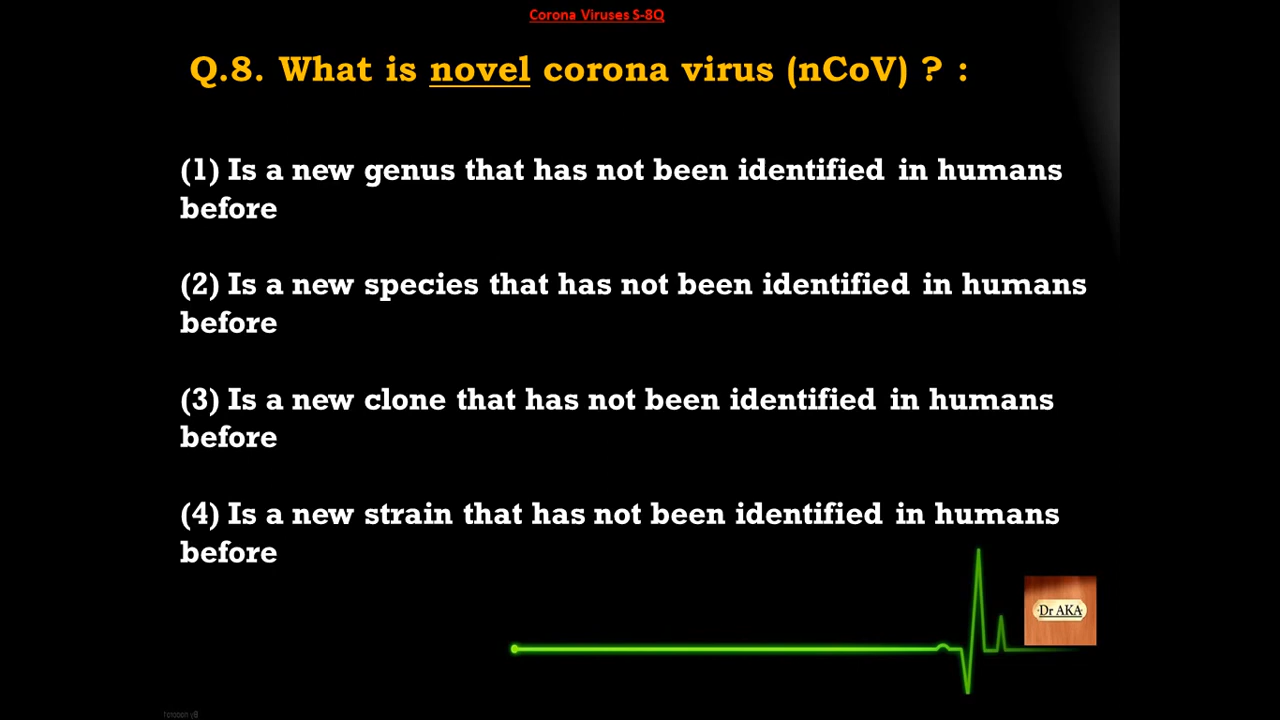 Corona Viruses S-8Q
Q.8. What is novel corona virus (nCoV) ? :
(1) Is a new genus that has not been identified in humans
before
(2) Is a new species that has not been identified in humans
before
(3) Is a new clone that has not been identified in humans
before
(4) Is a new strain that has not been identified in humans
before
Dr AKA